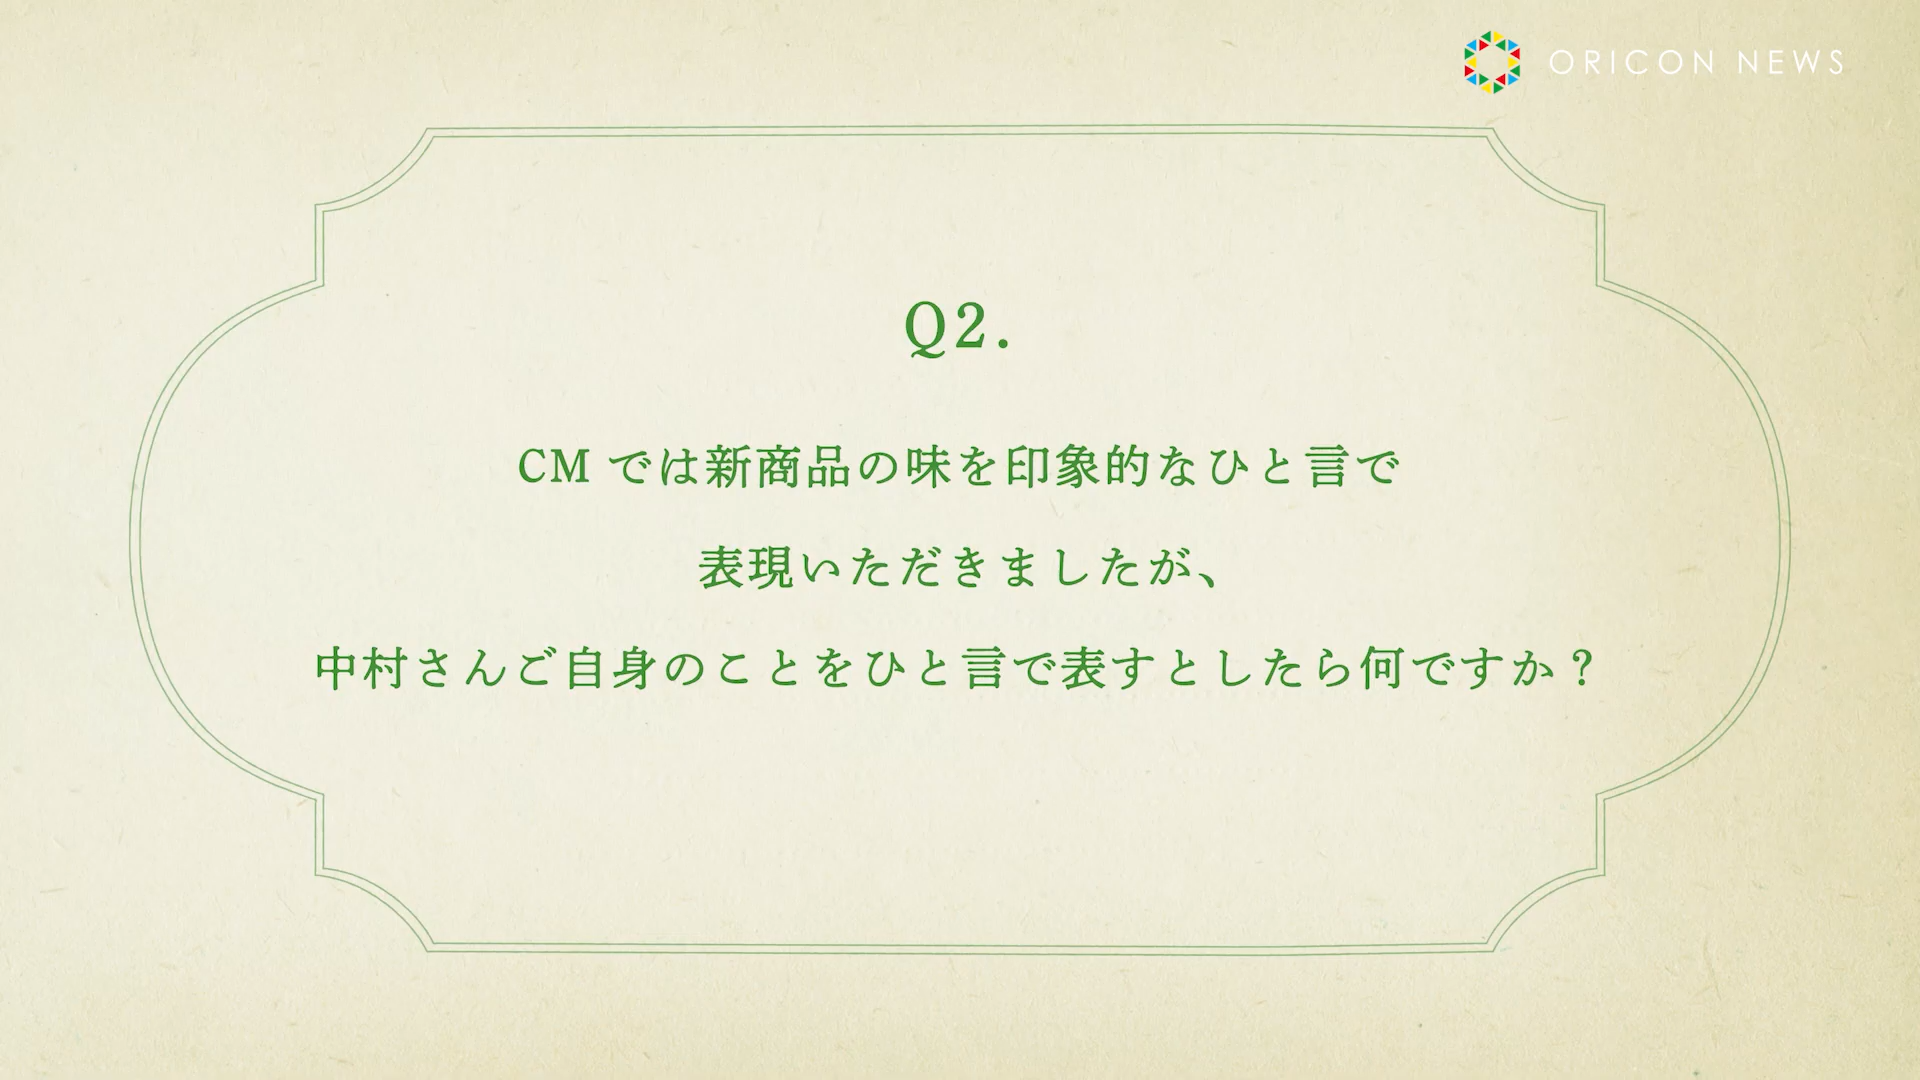 ORICON NEWS
Q2.
CMでは新商品の味を印象的なひと言で
表現いただきましたが、
中村さんご自身のことをひと言で表すとしたら何ですか？